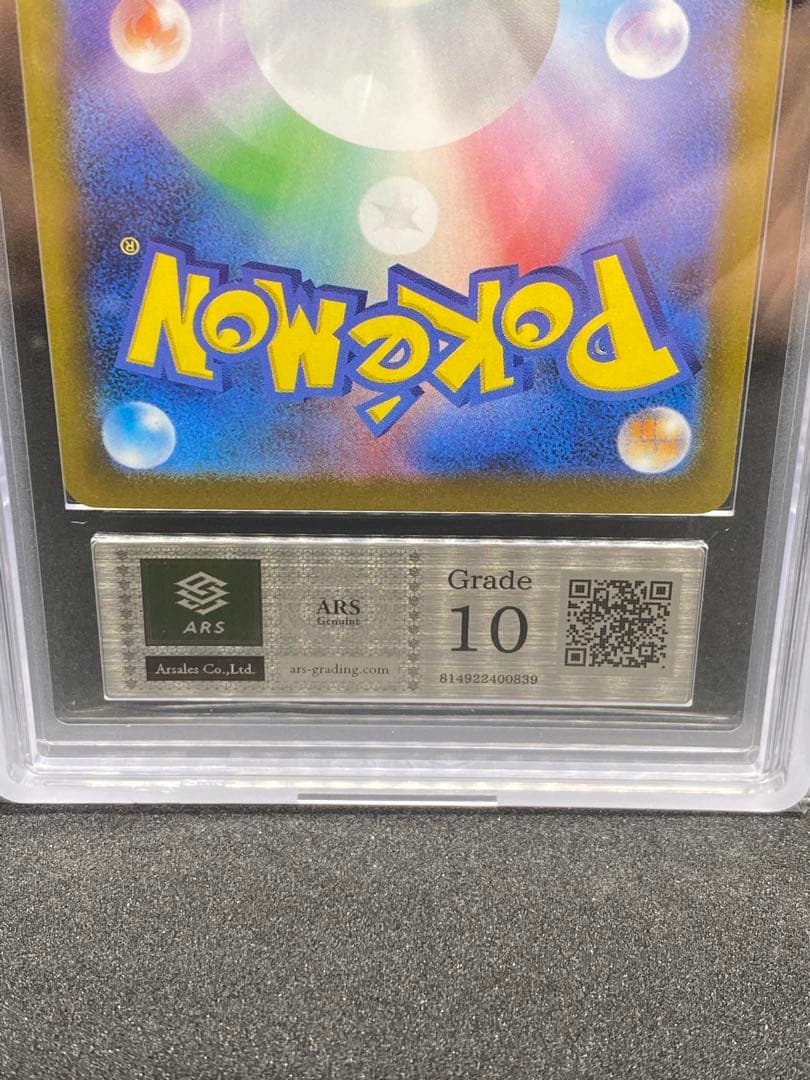 ®
POKéMON
ARS
Arsales Co.,Ltd.
ARS
Genuine
ars-grading.com
Grade
10
814922400839